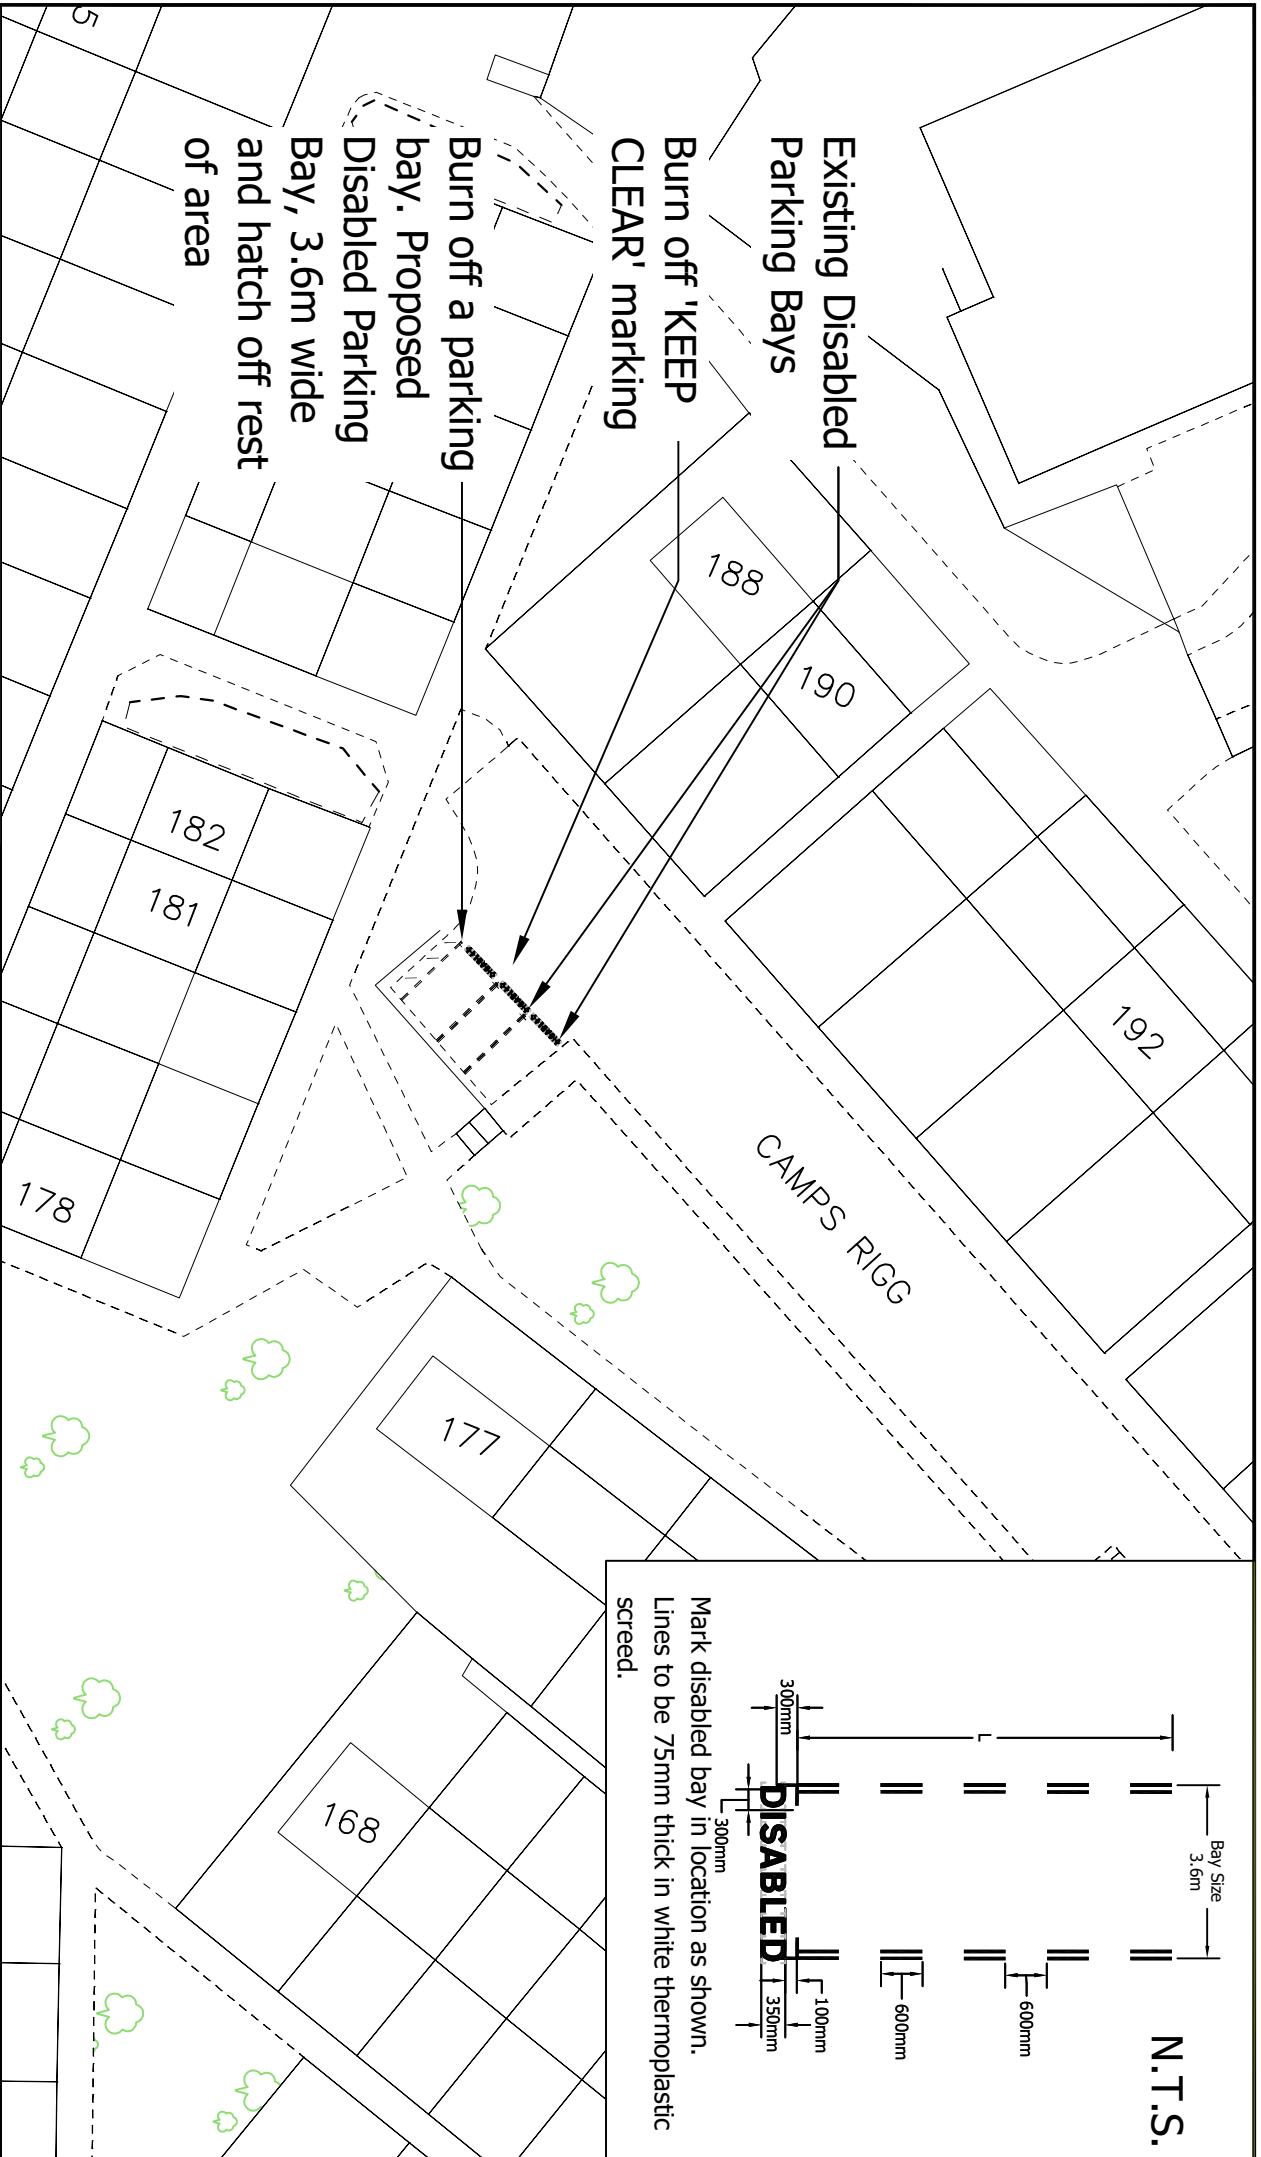 Existing Disabled
Parking Bays
Burn off 'KEEP
CLEAR' marking
Burn off a parking
bay. Proposed
Disabled Parking
Bay, 3.6m wide
and hatch off rest
of area
5
188
190
192
182
181
178
177
168
CAMPS RIGG
N.T.S.
Bay Size
3.6m
L
600mm
600mm
100mm
350mm
300mm
300mm
DISABLED
Mark disabled bay in location as shown.
Lines to be 75mm thick in white thermoplastic
screed.